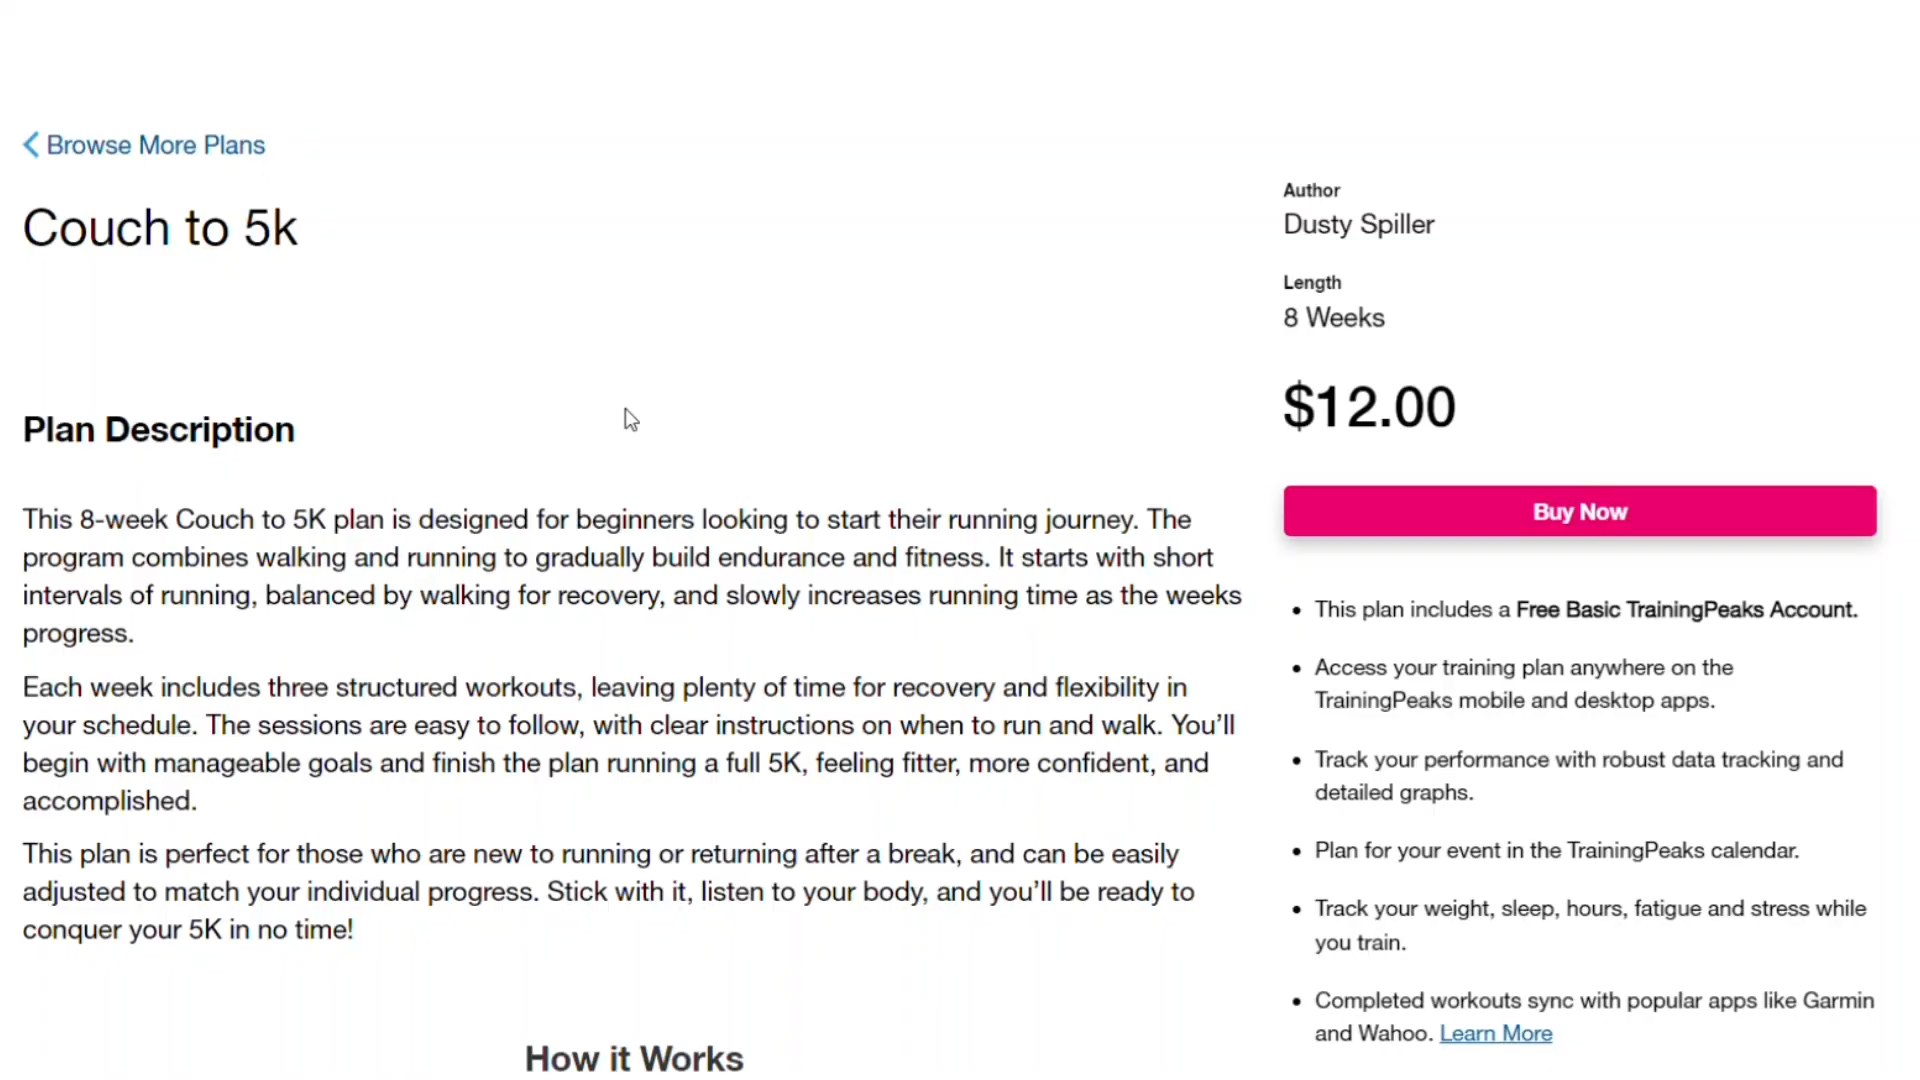 Browse More Plans
Couch to 5k
Plan Description
This 8-week Couch to 5K plan is designed for beginners looking to start their running journey. The
program combines walking and running to gradually build endurance and fitness. It starts with short
intervals of running, balanced by walking for recovery, and slowly increases running time as the weeks
progress.
Each week includes three structured workouts, leaving plenty of time for recovery and flexibility in
your schedule. The sessions are easy to follow, with clear instructions on when to run and walk. You’ll
begin with manageable goals and finish the plan running a full 5K, feeling fitter, more confident, and
accomplished.
This plan is perfect for those who are new to running or returning after a break, and can be easily
adjusted to match your individual progress. Stick with it, listen to your body, and you’ll be ready to
conquer your 5K in no time!
How it Works
Author
Dusty Spiller
Length
8 Weeks
$12.00
Buy Now
• This plan includes a Free Basic TrainingPeaks Account.
• Access your training plan anywhere on the
TrainingPeaks mobile and desktop apps.
• Track your performance with robust data tracking and
detailed graphs.
• Plan for your event in the TrainingPeaks calendar.
• Track your weight, sleep, hours, fatigue and stress while
you train.
• Completed workouts sync with popular apps like Garmin
and Wahoo. Learn More